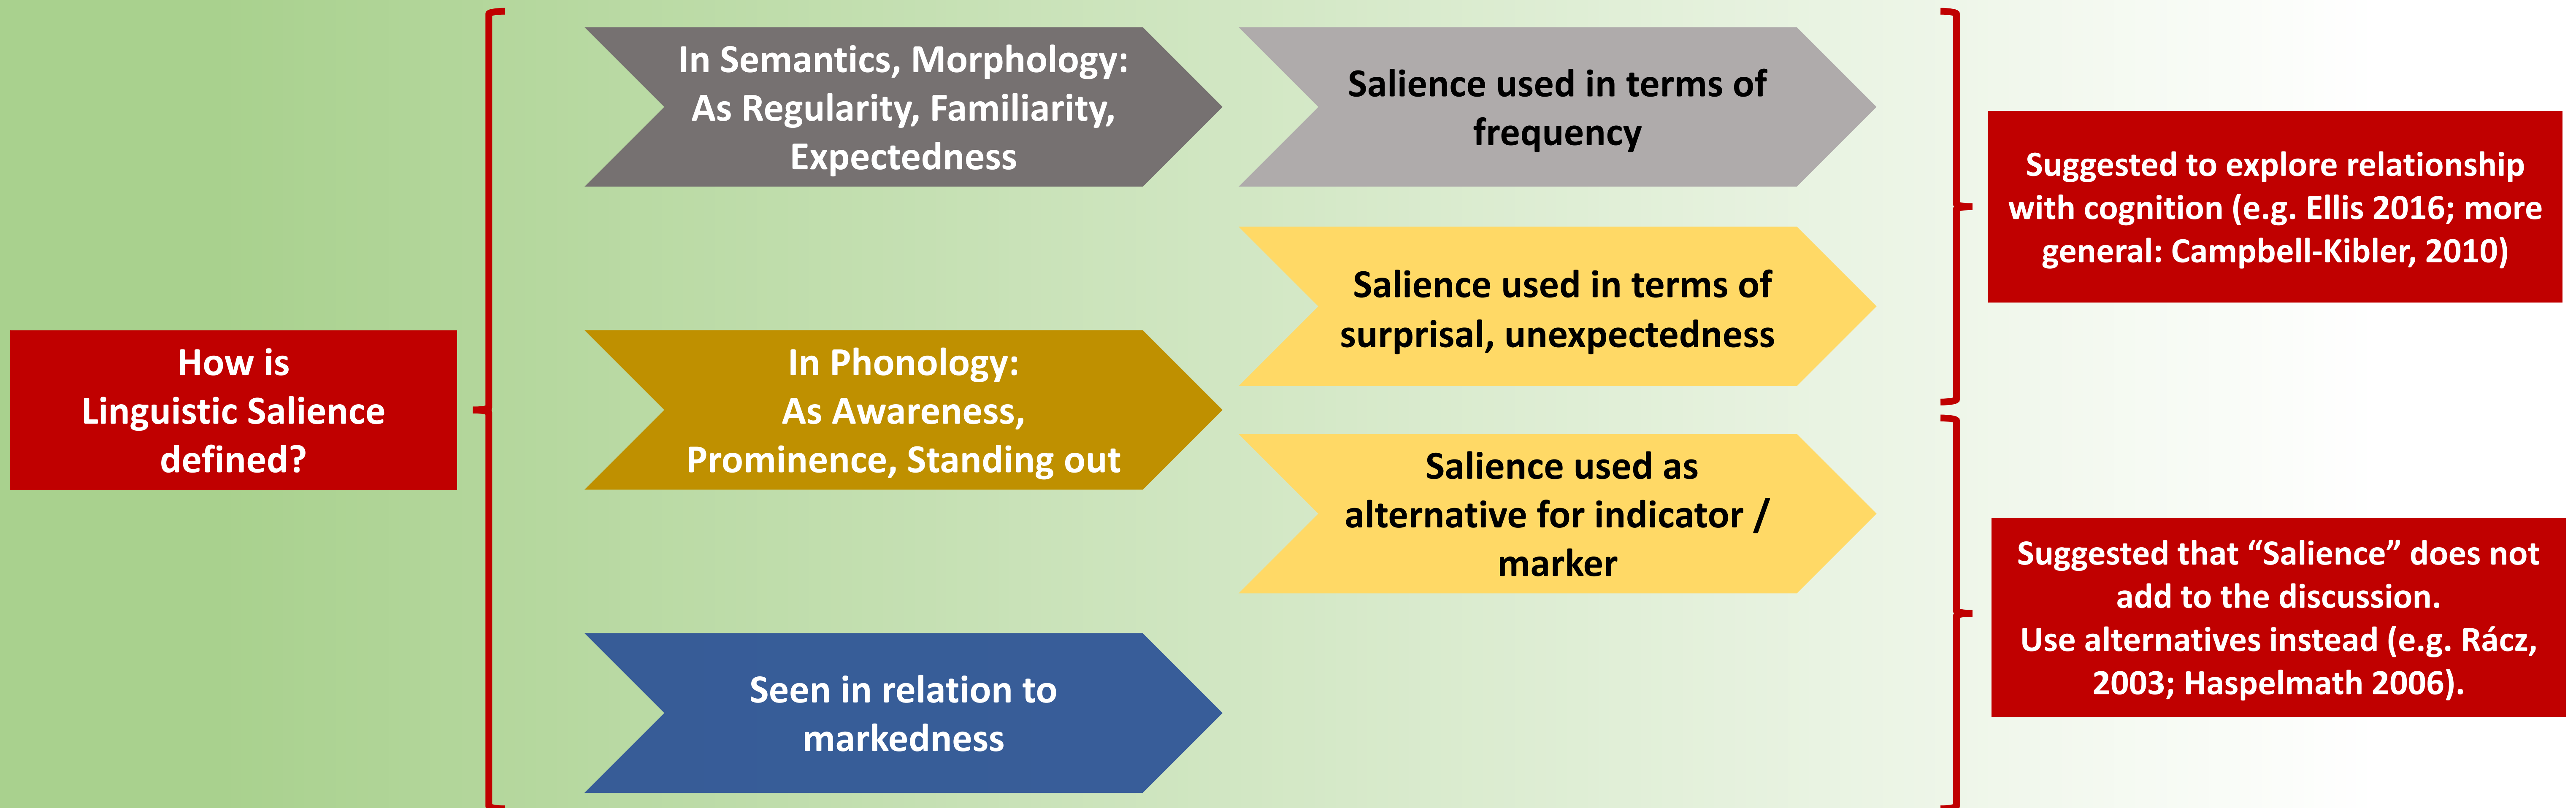 How is
Linguistic Salience
defined?
In Semantics, Morphology:
As Regularity, Familiarity,
Expectedness
Salience used in terms of
frequency
In Phonology:
As Awareness,
Prominence, Standing out
Salience used in terms of
surprisal, unexpectedness
Salience used as
alternative for indicator /
marker
Seen in relation to
markedness
Suggested to explore relationship
with cognition (e.g. Ellis 2016; more
general: Campbell-Kibler, 2010)
Suggested that “Salience” does not
add to the discussion.
Use alternatives instead (e.g. Rácz,
2003; Haspelmath 2006).